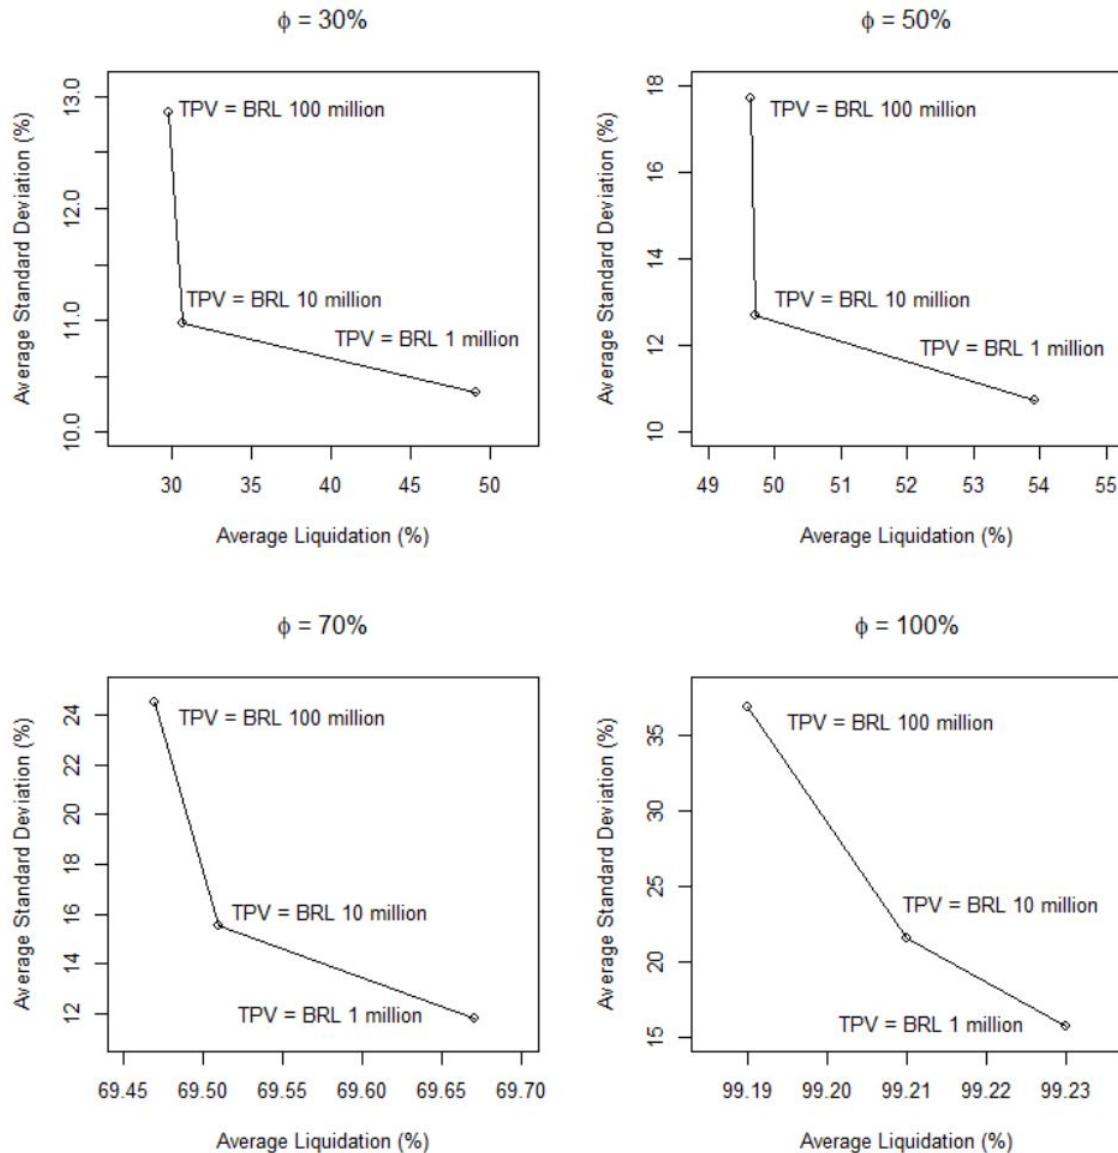 ϕ = 30%
Average Standard Deviation (%)
13.0
12.0
11.0
10.0
TPV = BRL 100 million
TPV = BRL 10 million
TPV = BRL 1 million
30 35 40 45 50
Average Liquidation (%)
ϕ = 50%
Average Standard Deviation (%)
18
16
14
12
10
TPV = BRL 100 million
TPV = BRL 10 million
TPV = BRL 1 million
49 50 51 52 53 54 55
Average Liquidation (%)
ϕ = 70%
Average Standard Deviation (%)
24
22
20
18
16
14
12
TPV = BRL 100 million
TPV = BRL 10 million
TPV = BRL 1 million
69.45 69.50 69.55 69.60 69.65 69.70
Average Liquidation (%)
ϕ = 100%
Average Standard Deviation (%)
35
30
25
20
15
TPV = BRL 100 million
TPV = BRL 10 million
TPV = BRL 1 million
99.19 99.20 99.21 99.22 99.23
Average Liquidation (%)